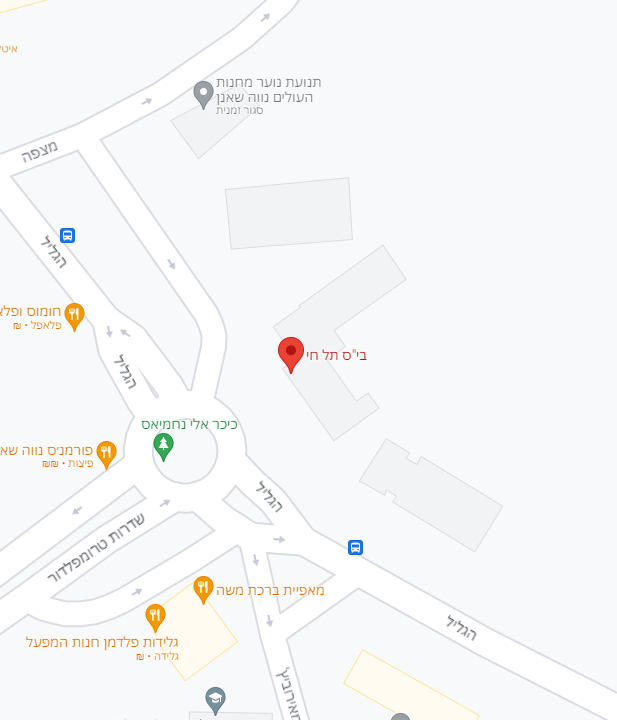 תנועת נוער מחנות
העולים נווה שאנן
סגור זמנית
מצפה
הגליל
חומוס ופלא
פלאפל • ₪
בי"ס תל חי
הגליל
כיכר אלי נחמיאס
פורמנ׳ס נווה שא
פיצות • ₪₪
הגליל
שדרות טרומפלדור
מאפיית ברכת משה
גלידות פלדמן חנות המפעל
גלידה • ₪
הגליל